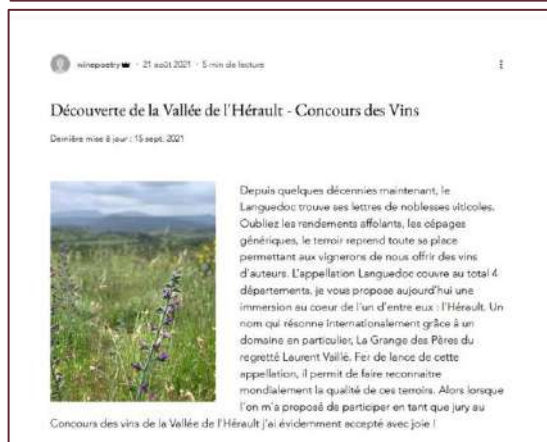 winepoetry · 21 août 2021 · 5 min de lecture
Découverte de la Vallée de l'Hérault - Concours des Vins
Dernière mise à jour : 15 sept. 2021
Depuis quelques décennies maintenant, le
Languedoc trouve ses lettres de noblesses viticoles.
Oubliez les rendements affolants, les cépages
génériques, le terroir reprend toute sa place
permettant aux vignerons de nous offrir des vins
d'auteurs. L'appellation Languedoc couvre au total 4
départements, je vous propose aujourd'hui une
immersion au coeur de l'un d'entre eux : l'Hérault. Un
nom qui résonne internationalement grâce à un
domaine en particulier, La Grange des Pères du
regretté Laurent Vaillé. Fer de lance de cette
appellation, il permit de faire reconnaitre
mondialement la qualité de ces terroirs. Alors lorsque
l'on m'a proposé de participer en tant que jury au
Concours des vins de la Vallée de l'Hérault j'ai évidemment accepté avec joie !